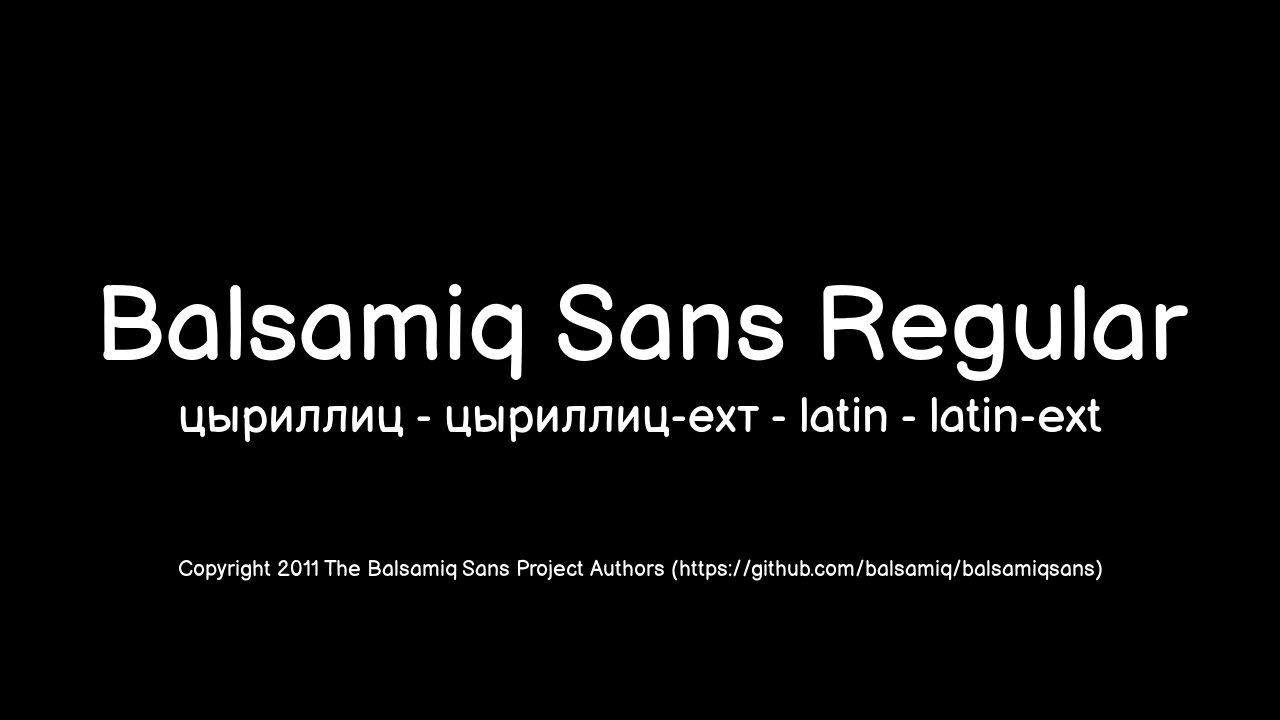 Balsamiq Sans Regular
цыриллиц - цыриллиц-ехт - latin - latin-ext
Copyright 2011 The Balsamiq Sans Project Authors (https://github.com/balsamiq/balsamiqsans)